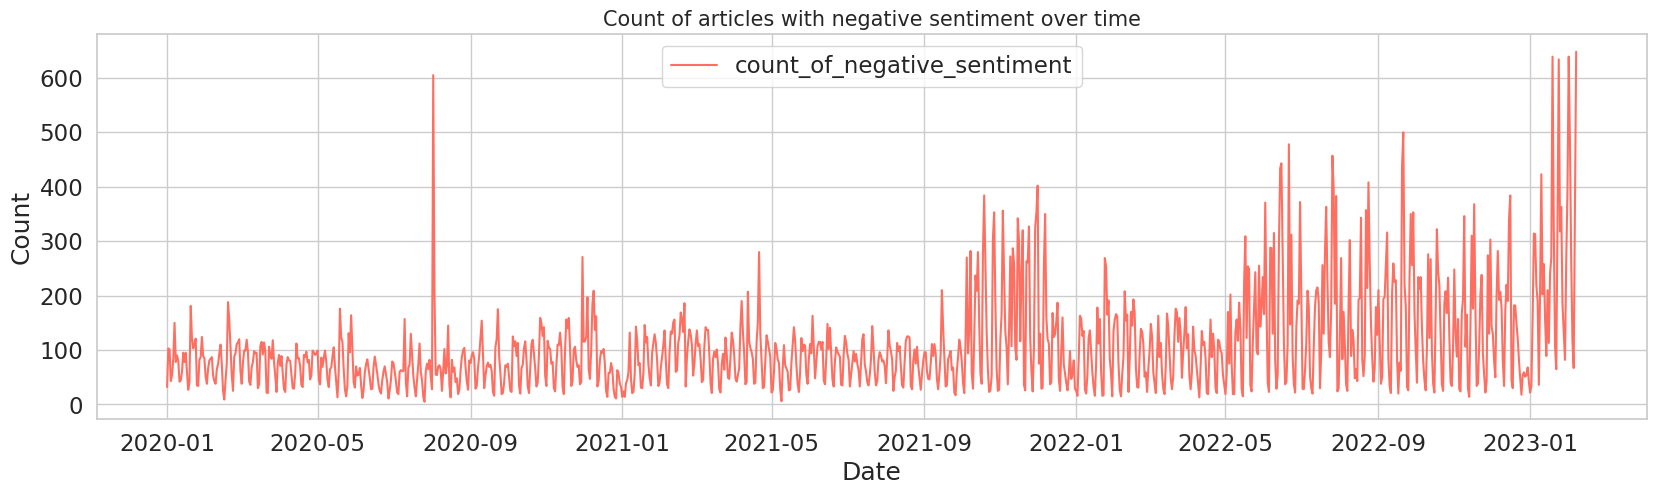 Count of articles with negative sentiment over time
count_of_negative_sentiment
600
500
400
300
200
100
0
Count
2020-01 2020-05 2020-09 2021-01 2021-05 2021-09 2022-01 2022-05 2022-09 2023-01
Date